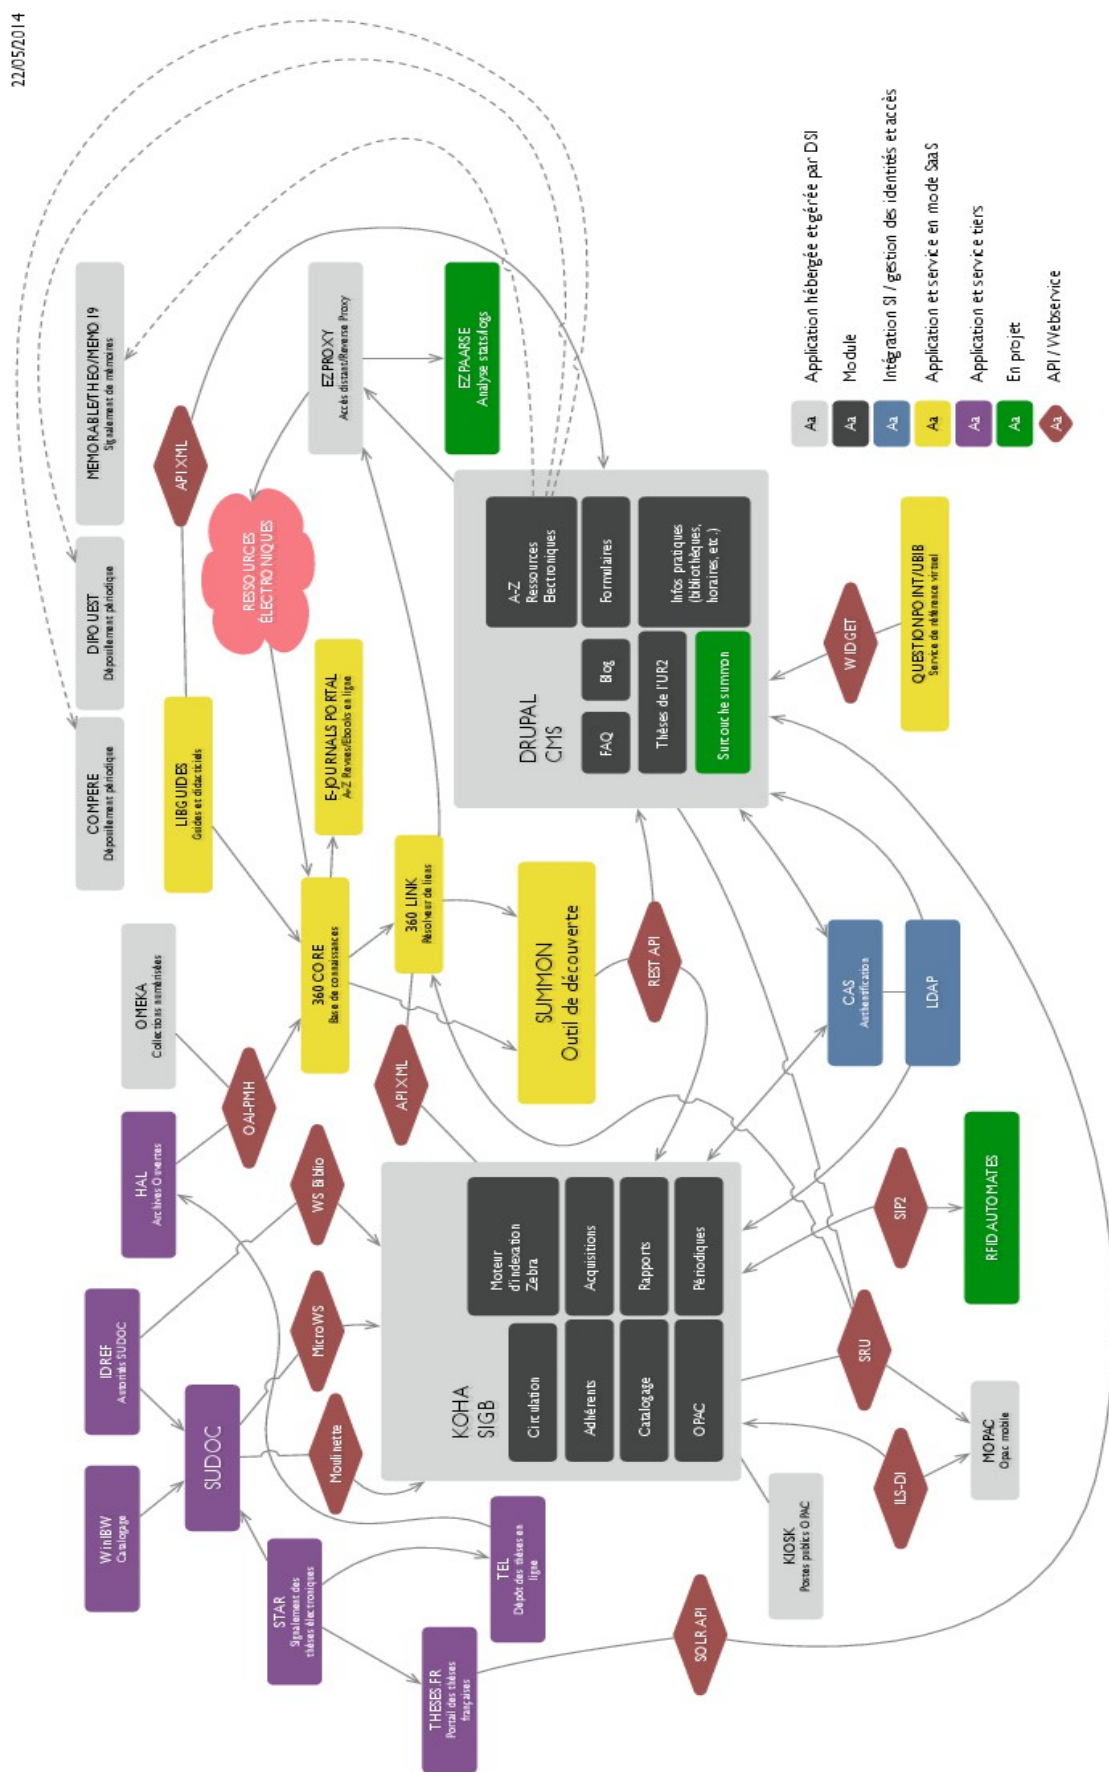 22/05/2014
WinIBW
Catalogage
IDREF
Autorités SUDOC
HAL
Archives Ouvertes
OMEKA
Collections numérisées
COMPERE
Dépouillement périodique
DIPOUEST
Dépouillement périodique
MEMORABLE/THEO/MEMO19
Signalement de mémoires
SUDOC
OAI-PMH
LIBGUIDES
Guides et didacticiels
API XML
STAR
Signalement des
thèses électroniques
Moulinette
MicroWS
WS Biblio
360 CORE
Base de connaissances
RESSOURCES
ÉLECTRONIQUES
E-JOURNALS PORTAL
A-Z Revues/Ebooks en ligne
EZPROXY
Accès distant/Reverse Proxy
THESES.FR
Portail des thèses
françaises
TEL
Dépôt des thèses en
ligne
API XML
360 LINK
Résolveur de liens
EZPAARSE
Analyse stats/logs
KOHA
SIGB
Moteur
d'indexation
Zebra
Circulation
Adhérents
Acquisitions
Catalogage
Rapports
OPAC
Périodiques
SUMMON
Outil de découverte
REST API
DRUPAL
CMS
A-Z
Ressources
Electroniques
FAQ
Blog
Formulaires
Thèses de l'UR2
Infos pratiques
(bibliothèques,
horaires, etc.)
Surcouche summon
SOLR API
KIOSK
Postes publics OPAC
ILS-DI
SRU
SIP2
CAS
Authentification
LDAP
WIDGET
QUESTIONPOINT/UBIB
Service de référence virtuel
MOPAC
Opac mobile
RFID AUTOMATES
Aa
Application hébergée et gérée par DSI
Aa
Module
Aa
Intégration SI / gestion des identités et accès
Aa
Application et service en mode SaaS
Aa
Application et service tiers
Aa
En projet
Aa
API / Webservice